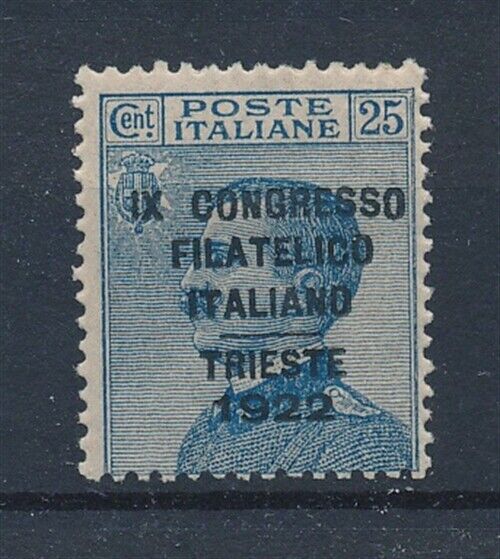 Cent. POSTE ITALIANE 25
IX CONGRESSO
FILATELICO
ITALIANO
TRIESTE
1922